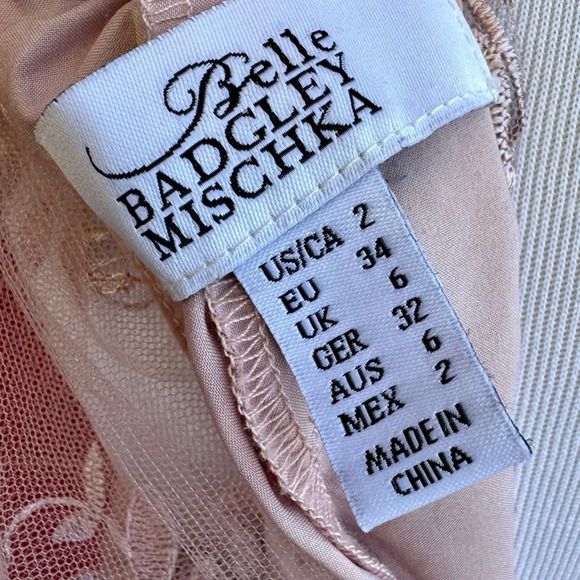 Belle
BADGLEY
MISCHKA
US/CA 2
EU 34
UK 6
GER 32
AUS 6
MEX 2
MADE IN
CHINA